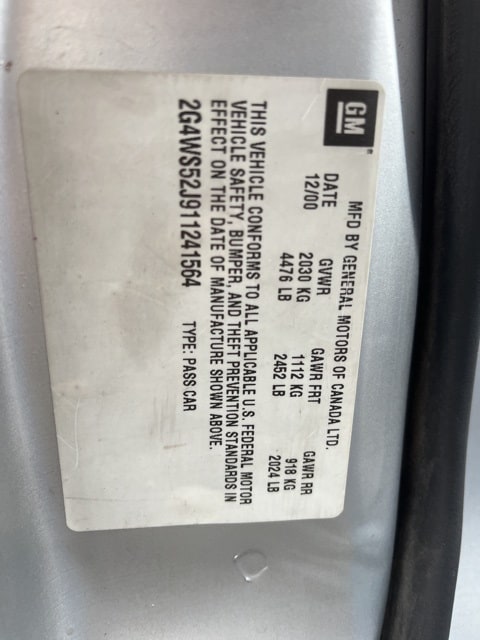 GM
MFD BY GENERAL MOTORS OF CANADA LTD.
DATE GVWR GAWR FRT GAWR RR
12/00 2030 KG 1112 KG 918 KG
4476 LB 2452 LB 2024 LB
THIS VEHICLE CONFORMS TO ALL APPLICABLE U.S. FEDERAL MOTOR
VEHICLE SAFETY, BUMPER, AND THEFT PREVENTION STANDARDS IN
EFFECT ON THE DATE OF MANUFACTURE SHOWN ABOVE.
2G4WS52J911241564 TYPE: PASS CAR